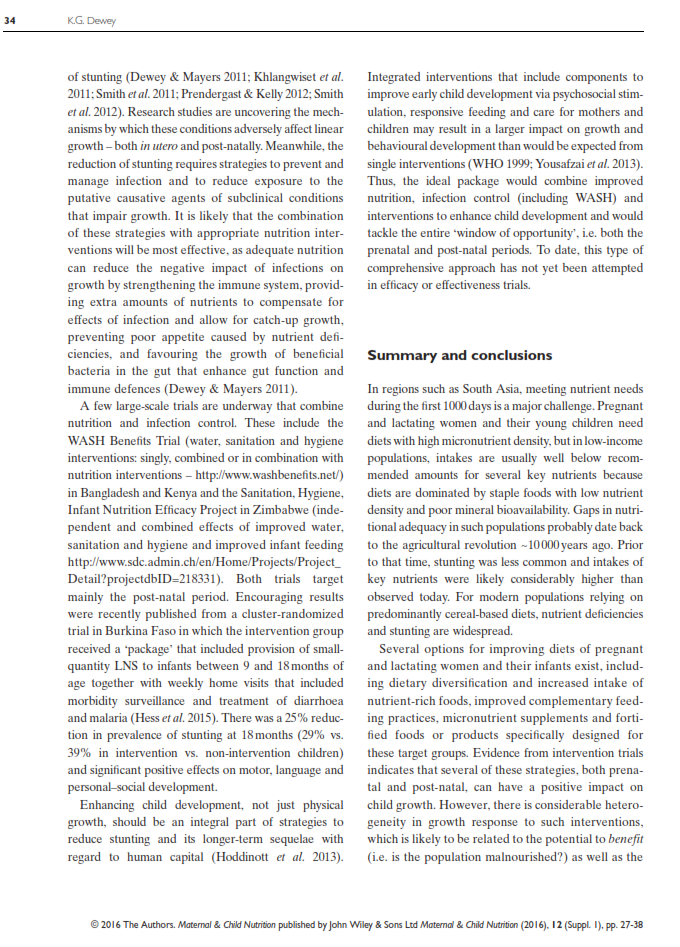 34
K.G. Dewey
of stunting (Dewey & Mayers 2011; Khlangwiset et al.
2011; Smith et al. 2011; Prendergast & Kelly 2012; Smith
et al. 2012). Research studies are uncovering the mech-
anisms by which these conditions adversely affect linear
growth – both in utero and post-natally. Meanwhile, the
reduction of stunting requires strategies to prevent and
manage infection and to reduce exposure to the
putative causative agents of subclinical conditions
that impair growth. It is likely that the combination
of these strategies with appropriate nutrition inter-
ventions will be most effective, as adequate nutrition
can reduce the negative impact of infections on
growth by strengthening the immune system, provid-
ing extra amounts of nutrients to compensate for
effects of infection and allow for catch-up growth,
preventing poor appetite caused by nutrient defi-
ciencies, and favouring the growth of beneficial
bacteria in the gut that enhance gut function and
immune defences (Dewey & Mayers 2011).
A few large-scale trials are underway that combine
nutrition and infection control. These include the
WASH Benefits Trial (water, sanitation and hygiene
interventions: singly, combined or in combination with
nutrition interventions – http://www.washbenefits.net/)
in Bangladesh and Kenya and the Sanitation, Hygiene,
Infant Nutrition Efficacy Project in Zimbabwe (inde-
pendent and combined effects of improved water,
sanitation and hygiene and improved infant feeding
http://www.sdc.admin.ch/en/Home/Projects/Project_
Detail?projectdbID=218331). Both trials target
mainly the post-natal period. Encouraging results
were recently published from a cluster-randomized
trial in Burkina Faso in which the intervention group
received a ‘package’ that included provision of small-
quantity LNS to infants between 9 and 18 months of
age together with weekly home visits that included
morbidity surveillance and treatment of diarrhoea
and malaria (Hess et al. 2015). There was a 25% reduc-
tion in prevalence of stunting at 18 months (29% vs.
39% in intervention vs. non-intervention children)
and significant positive effects on motor, language and
personal–social development.
Enhancing child development, not just physical
growth, should be an integral part of strategies to
reduce stunting and its longer-term sequelae with
regard to human capital (Hoddinott et al. 2013).
Integrated interventions that include components to
improve early child development via psychosocial stim-
ulation, responsive feeding and care for mothers and
children may result in a larger impact on growth and
behavioural development than would be expected from
single interventions (WHO 1999; Yousafzai et al. 2013).
Thus, the ideal package would combine improved
nutrition, infection control (including WASH) and
interventions to enhance child development and would
tackle the entire ‘window of opportunity’, i.e. both the
prenatal and post-natal periods. To date, this type of
comprehensive approach has not yet been attempted
in efficacy or effectiveness trials.
Summary and conclusions
In regions such as South Asia, meeting nutrient needs
during the first 1000 days is a major challenge. Pregnant
and lactating women and their young children need
diets with high micronutrient density, but in low-income
populations, intakes are usually well below recom-
mended amounts for several key nutrients because
diets are dominated by staple foods with low nutrient
density and poor mineral bioavailability. Gaps in nutri-
tional adequacy in such populations probably date back
to the agricultural revolution ~10 000 years ago. Prior
to that time, stunting was less common and intakes of
key nutrients were likely considerably higher than
observed today. For modern populations relying on
predominantly cereal-based diets, nutrient deficiencies
and stunting are widespread.
Several options for improving diets of pregnant
and lactating women and their infants exist, includ-
ing dietary diversification and increased intake of
nutrient-rich foods, improved complementary feed-
ing practices, micronutrient supplements and forti-
fied foods or products specifically designed for
these target groups. Evidence from intervention trials
indicates that several of these strategies, both prena-
tal and post-natal, can have a positive impact on
child growth. However, there is considerable hetero-
geneity in growth response to such interventions,
which is likely to be related to the potential to benefit
(i.e. is the population malnourished?) as well as the
© 2016 The Authors. Maternal & Child Nutrition published by John Wiley & Sons Ltd Maternal & Child Nutrition (2016), 12 (Suppl. 1), pp. 27-38